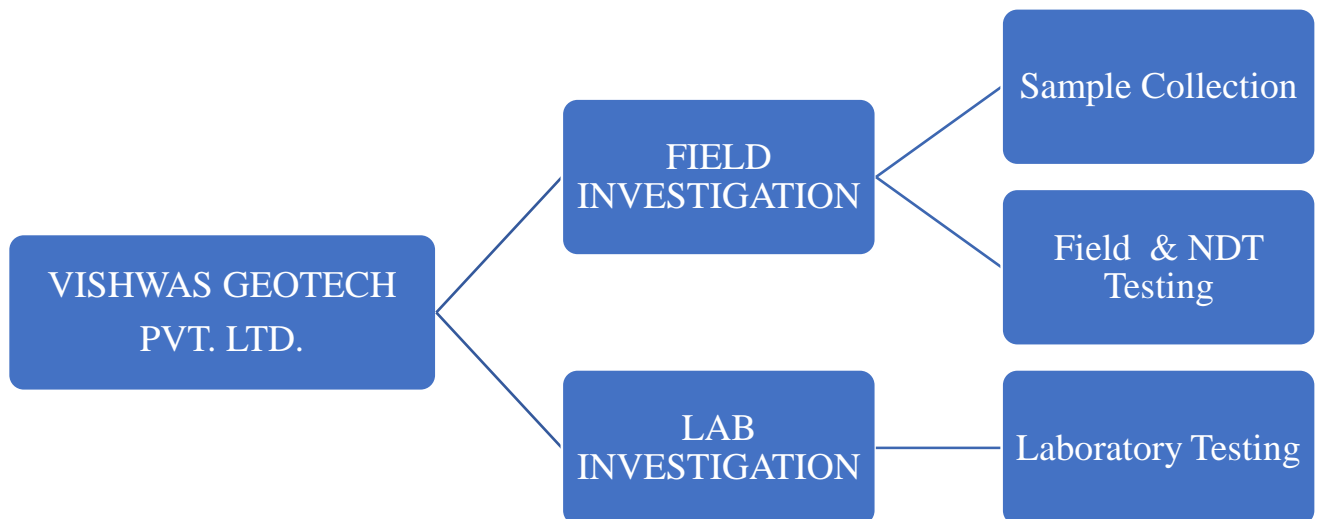 VISHWAS GEOTECH
PVT. LTD.
FIELD
INVESTIGATION
Sample Collection
Field & NDT
Testing
LAB
INVESTIGATION
Laboratory Testing